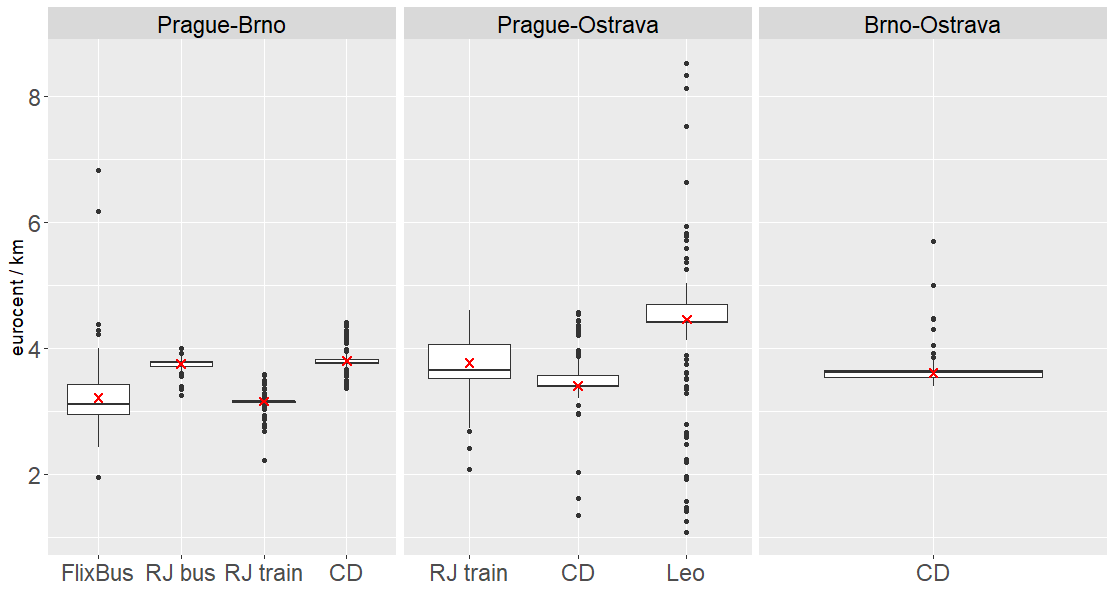 Prague-Brno Prague-Ostrava Brno-Ostrava
eurocent / km
8
6
4
2
FlixBus RJ bus RJ train CD RJ train CD Leo CD